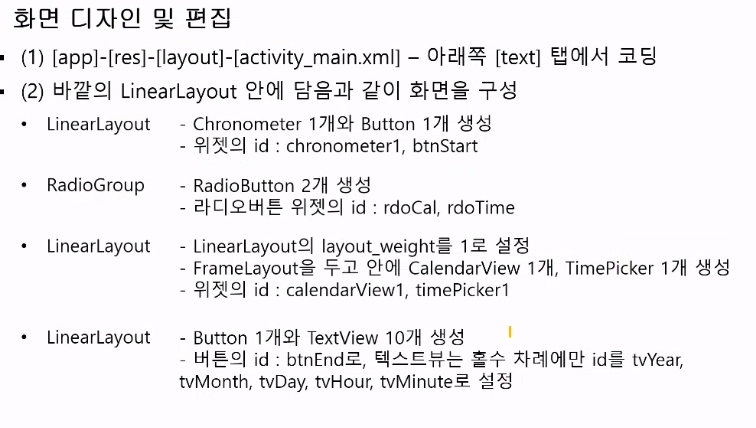 화면 디자인 및 편집
▪ (1) [app]-[res]-[layout]-[activity_main.xml] – 아래쪽 [text] 탭에서 코딩
▪ (2) 바깥의 LinearLayout 안에 담음과 같이 화면을 구성
• LinearLayout - Chronometer 1개와 Button 1개 생성
- 위젯의 id : chronometer1, btnStart
• RadioGroup - RadioButton 2개 생성
- 라디오버튼 위젯의 id : rdoCal, rdoTime
• LinearLayout - LinearLayout의 layout_weight를 1로 설정
- FrameLayout을 두고 안에 CalendarView 1개, TimePicker 1개 생성
- 위젯의 id : calendarView1, timePicker1
• LinearLayout - Button 1개와 TextView 10개 생성
- 버튼의 id : btnEnd로, 텍스트뷰는 홀수 차례에만 id를 tvYear,
tvMonth, tvDay, tvHour, tvMinute로 설정